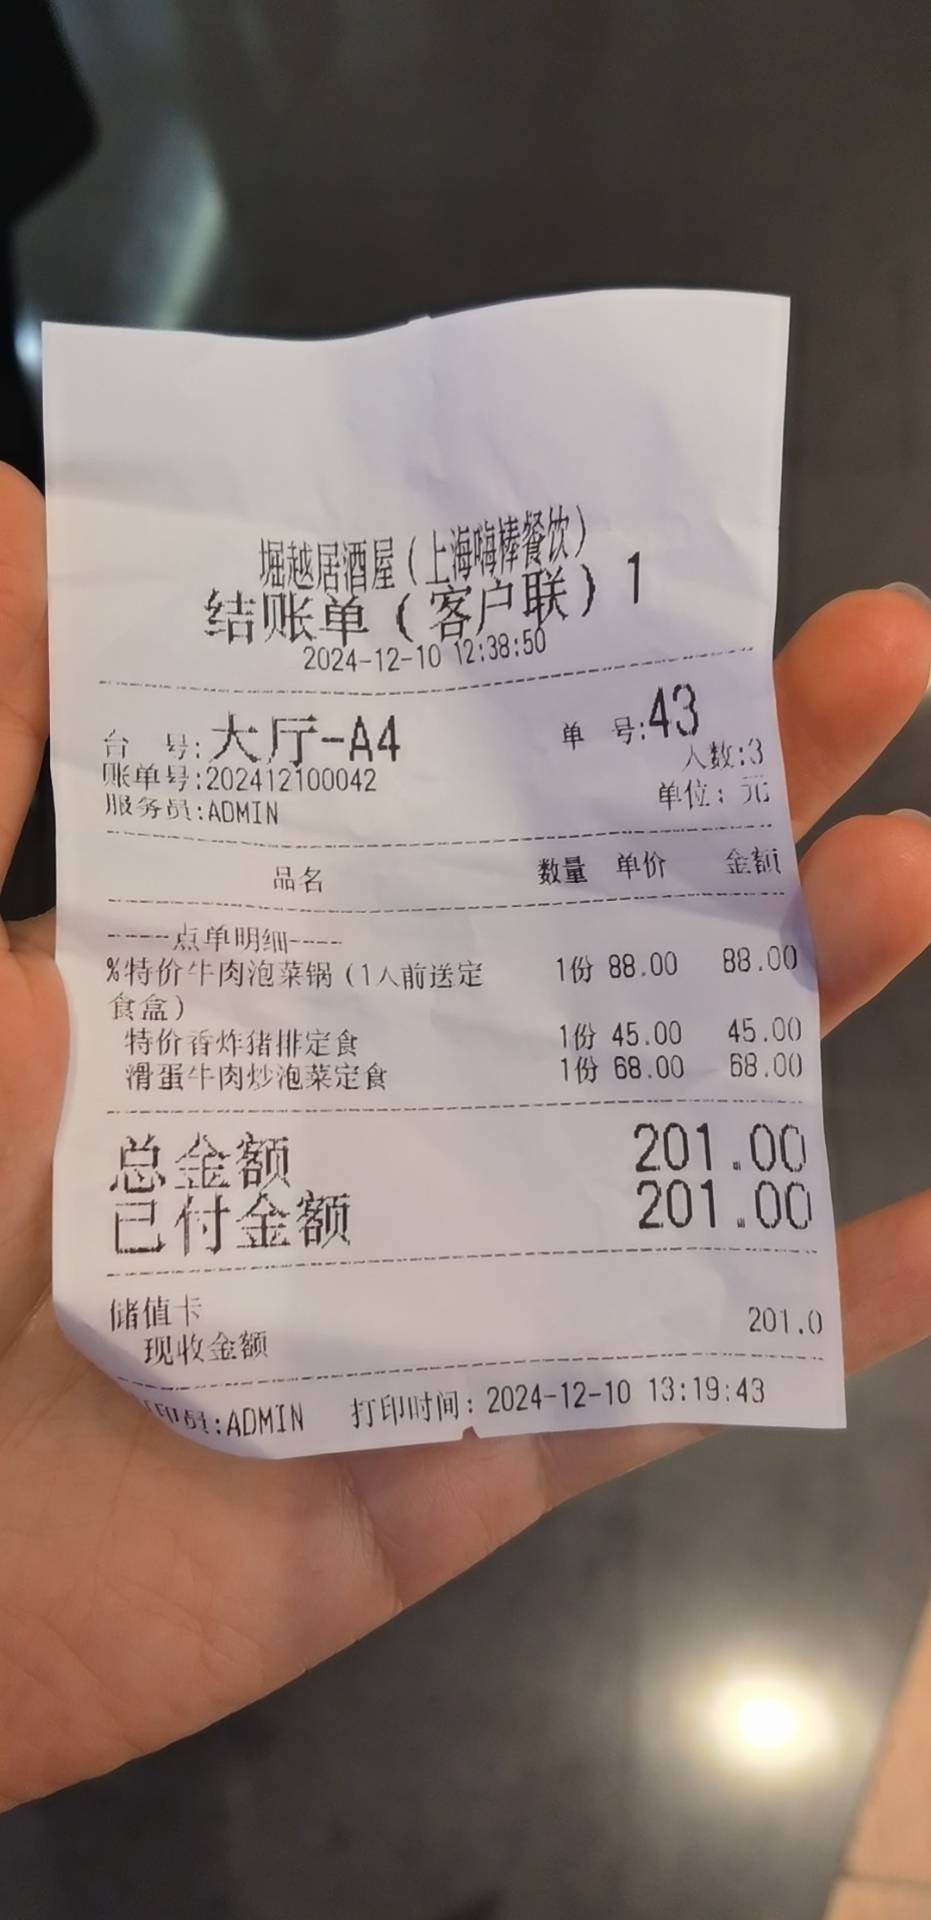 堀越居酒屋(上海嗨棒餐饮)
结账单(客户联)1
2024-12-10 12:38:50
台 号:大厅-A4 单 号:43
人数:3
账单号:202412100042
单位:元
服务员:ADMIN
品名 数量 单价 金额
-----点单明细----
%特价牛肉泡菜锅(1人前送定 1份 88.00 88.00
食盒)
特价香炸猪排定食 1份 45.00 45.00
滑蛋牛肉炒泡菜定食 1份 68.00 68.00
总金额 201.00
已付金额 201.00
储值卡 201.0
现收金额
印员:ADMIN 打印时间:2024-12-10 13:19:43